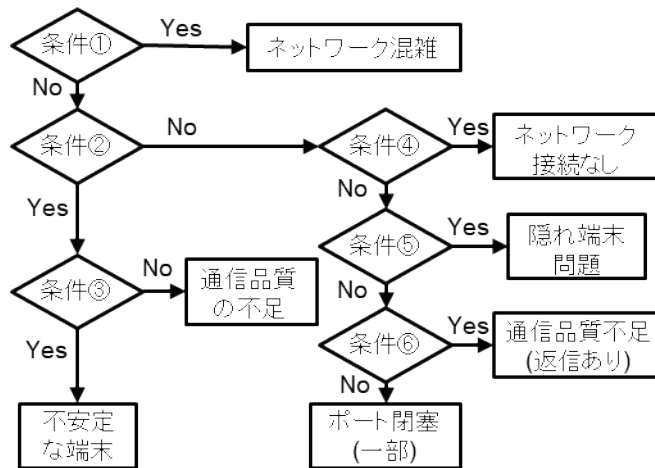 条件①
Yes
ネットワーク混雑
No
条件②
No
条件④
Yes
ネットワーク
接続なし
Yes
No
条件③
No
通信品質
の不足
条件⑤
Yes
隠れ端末
問題
No
Yes
条件⑥
Yes
通信品質不足
(返信あり)
No
不安定
な端末
ポート閉塞
(一部)